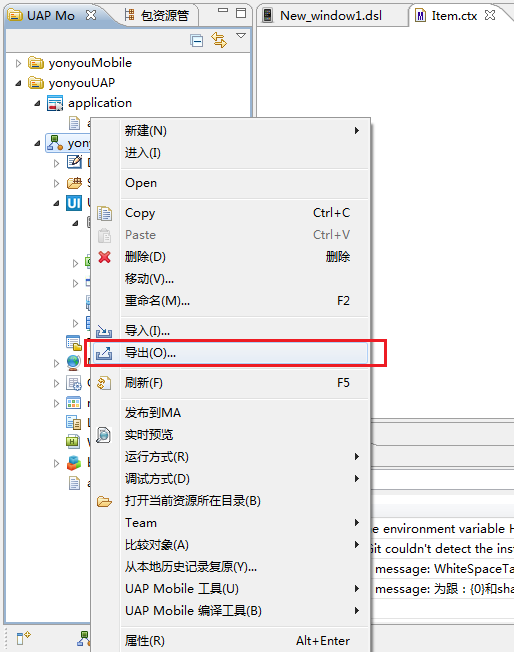 UAP Mo
包资源管
New_window1.dsl
Item.ctx
yonyouMobile
yonyouUAP
application
新建(N)
进入(I)
Open
Copy Ctrl+C
Paste Ctrl+V
删除(D) 删除
移动(V)...
重命名(M)... F2
导入(I)...
导出(O)...
刷新(F) F5
发布到MA
实时预览
运行方式(R)
调试方式(D)
打开当前资源所在目录(B)
Team
比较对象(A)
从本地历史记录复原(Y)...
UAP Mobile 工具(U)
UAP Mobile 编译工具(B)
属性(R) Alt+Enter
e environment variable H
Git couldn't detect the inst
message: WhiteSpaceTa
message: 为跟：{0}和sha